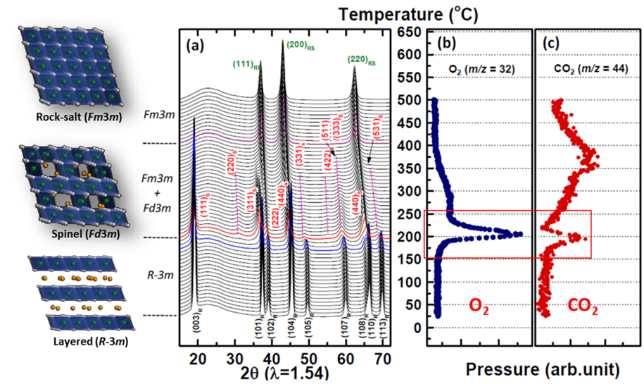 Temperature (°C)
Rock-salt (Fm3m)
Spinel (Fd3m)
Layered (R-3m)
Fm3m
Fm3m
+
Fd3m
R-3m
(a)
(111)RS
(200)RS
(220)RS
(111)S
(220)S
(311)S
(222)S
(440)S
(331)S
(422)S
(511)
(333)S
(440)S
(531)S
(003)R
(101)R
(102)R
(104)R
(105)R
(107)R
(108)R
(110)R
(113)R
20 30 40 50 60 70
2θ (λ=1.54)
(b)
O2 (m/z = 32)
600
550
500
450
400
350
300
250
200
150
100
50
0
O2
(c)
CO2 (m/z = 44)
CO2
Pressure (arb.unit)